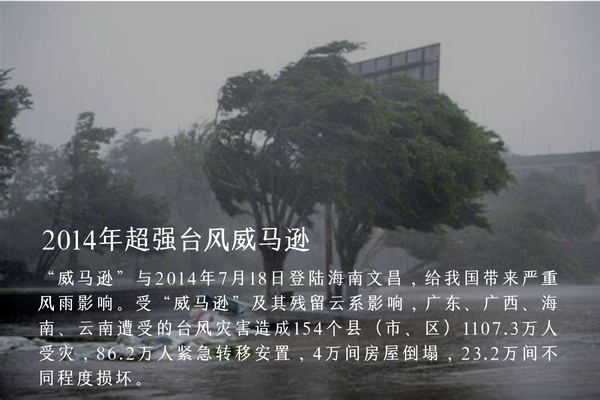 2014年超强台风威马逊
“威马逊”与2014年7月18日登陆海南文昌，给我国带来严重
风雨影响。受“威马逊”及其残留云系影响，广东、广西、海
南、云南遭受的台风灾害造成154个县（市、区）1107.3万人
受灾，86.2万人紧急转移安置，4万间房屋倒塌，23.2万间不
同程度损坏。